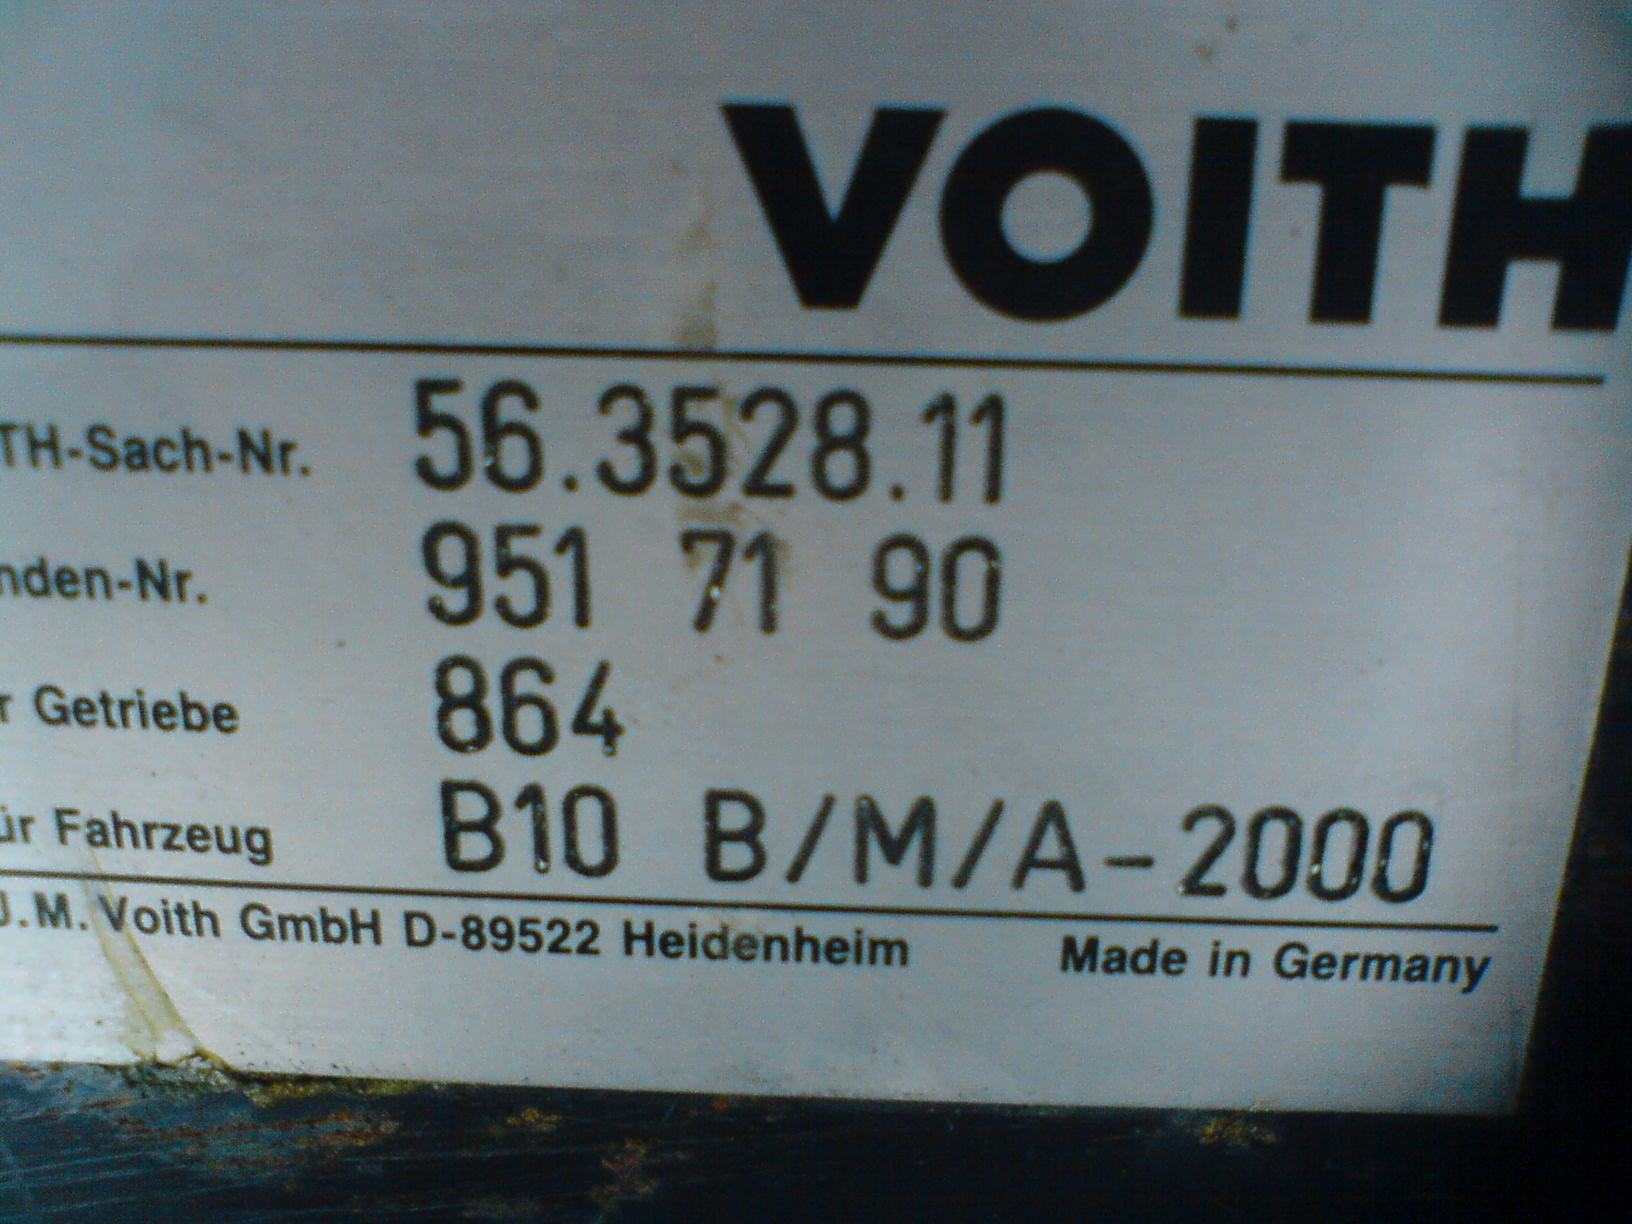 VOITH
TH-Sach-Nr. 56.3528.11
nden-Nr. 951 71 90
r Getriebe 864
ür Fahrzeug B10 B/M/A-2000
J.M. Voith GmbH D-89522 Heidenheim Made in Germany